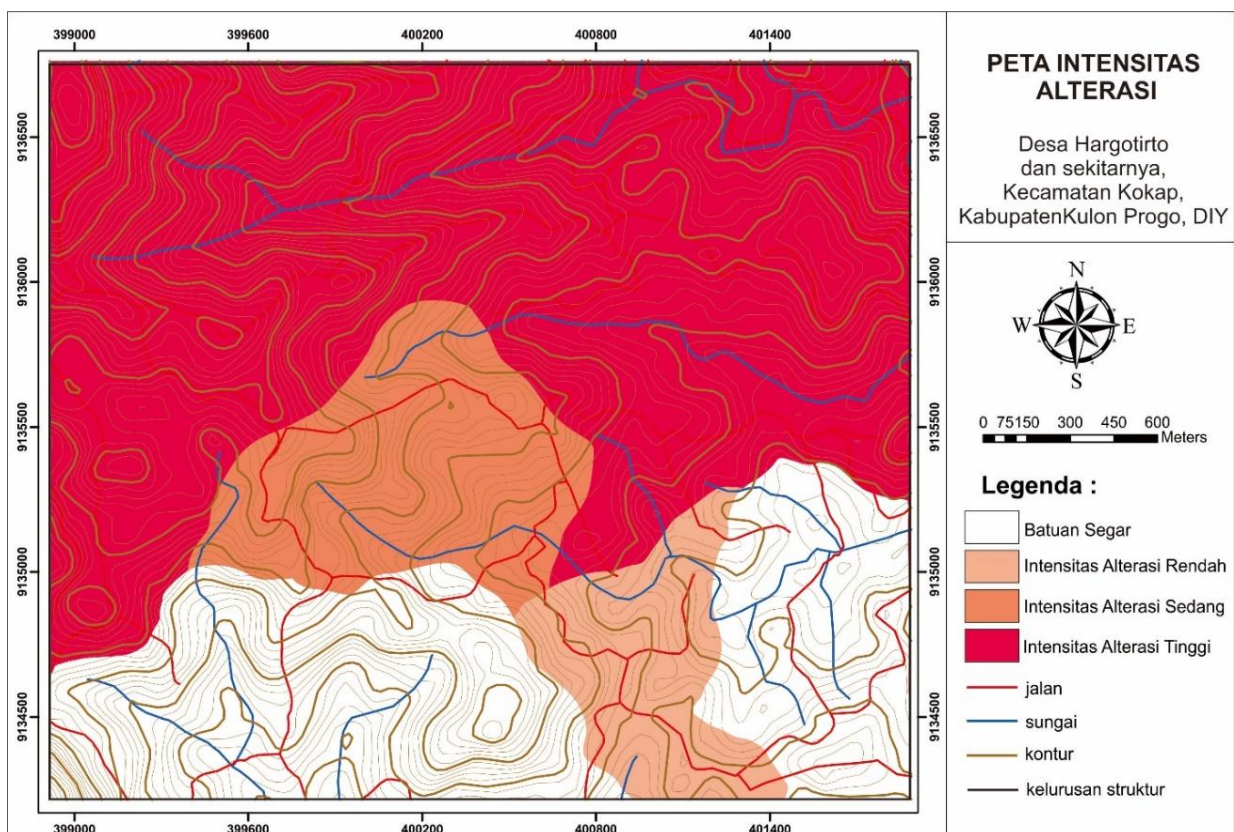 PETA INTENSITAS
ALTERASI
Desa Hargotirto
dan sekitarnya,
Kecamatan Kokap,
KabupatenKulon Progo, DIY
399000 399600 400200 400800 401400
9136500 9136500
9136000 9136000
9135500 9135500
9135000 9135000
9134500 9134500
399000 399600 400200 400800 401400
N
W E
S
0 75150 300 450 600
Meters
Legenda :
Batuan Segar
Intensitas Alterasi Rendah
Intensitas Alterasi Sedang
Intensitas Alterasi Tinggi
jalan
sungai
kontur
kelurusan struktur